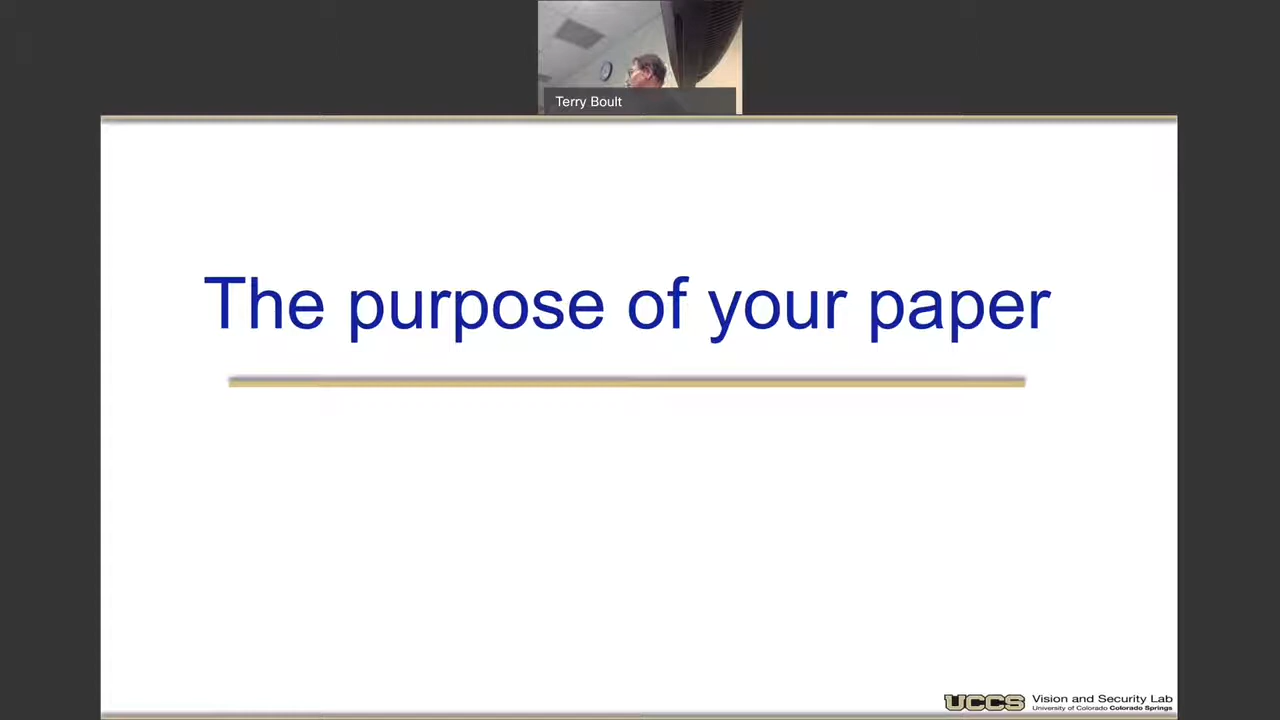 Terry Boult
The purpose of your paper
UCCS
Vision and Security Lab
University of Colorado Colorado Springs